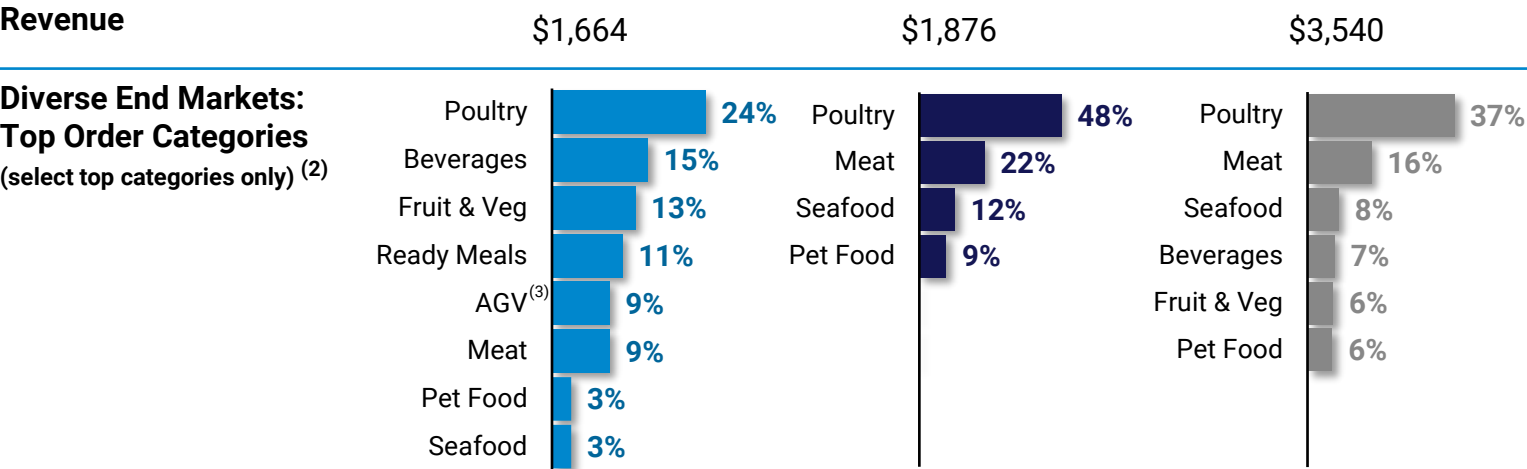 Revenue
$1,664
$1,876
$3,540
Diverse End Markets:
Top Order Categories
(select top categories only) (2)
Poultry 24%
Beverages 15%
Fruit & Veg 13%
Ready Meals 11%
AGV(3) 9%
Meat 9%
Pet Food 3%
Seafood 3%
Poultry 48%
Meat 22%
Seafood 12%
Pet Food 9%
Poultry 37%
Meat 16%
Seafood 8%
Beverages 7%
Fruit & Veg 6%
Pet Food 6%